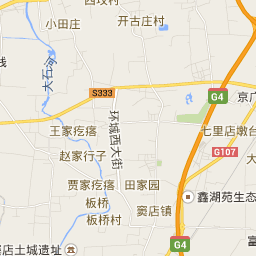 西坟村
小田庄
开古庄村
大石河
线
S333
G4
京广
环城西大街
王家疙瘩
七里店墩台
赵家行子
G107
大
贾家疙瘩
田家园
鑫湖苑生态
板桥
板桥村
窦店镇
店土城遗址
G4
富